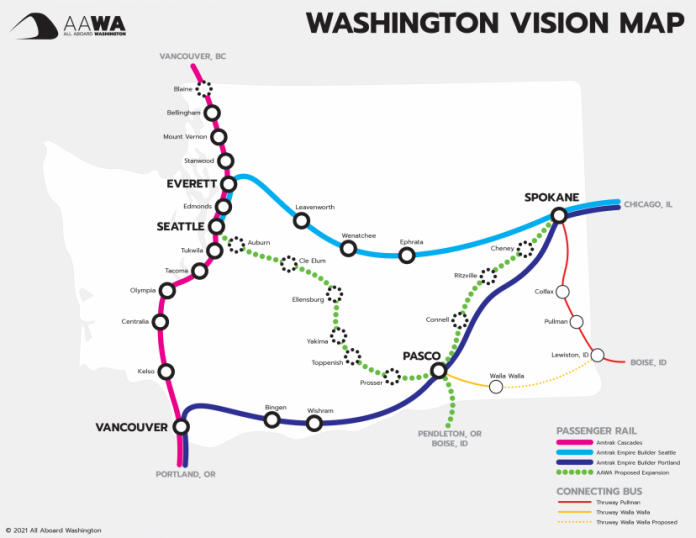 AAWA
ALL ABOARD WASHINGTON
WASHINGTON VISION MAP
VANCOUVER, BC
Blaine
Bellingham
Mount Vernon
Stanwood
EVERETT
Edmonds
SEATTLE
Tukwila
Tacoma
Olympia
Centralia
Kelso
VANCOUVER
PORTLAND, OR
Leavenworth
Wenatchee
Ephrata
SPOKANE
CHICAGO, IL
Auburn
Cle Elum
Ellensburg
Yakima
Toppenish
Prosser
Cheney
Ritzville
Connell
PASCO
Colfax
Pullman
Lewiston, ID
BOISE, ID
Walla Walla
Bingen
Wishram
PENDLETON, OR
BOISE, ID
PASSENGER RAIL
Amtrak Cascades
Amtrak Empire Builder Seattle
Amtrak Empire Builder Portland
AAWA Proposed Expansion
CONNECTING BUS
Thruway Pullman
Thruway Walla Walla
Thruway Walla Walla Proposed
© 2021 All Aboard Washington